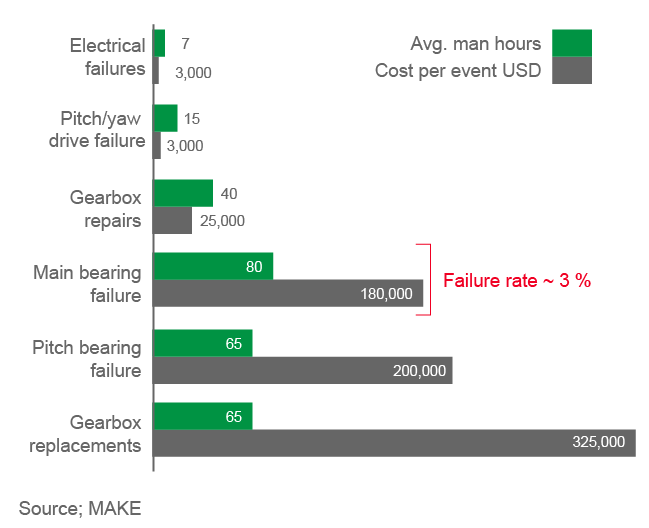 Avg. man hours
Cost per event USD
Electrical
failures
7
3,000
Pitch/yaw
drive failure
15
3,000
Gearbox
repairs
40
25,000
Main bearing
failure
80
180,000
Failure rate ~ 3 %
Pitch bearing
failure
65
200,000
Gearbox
replacements
65
325,000
Source; MAKE